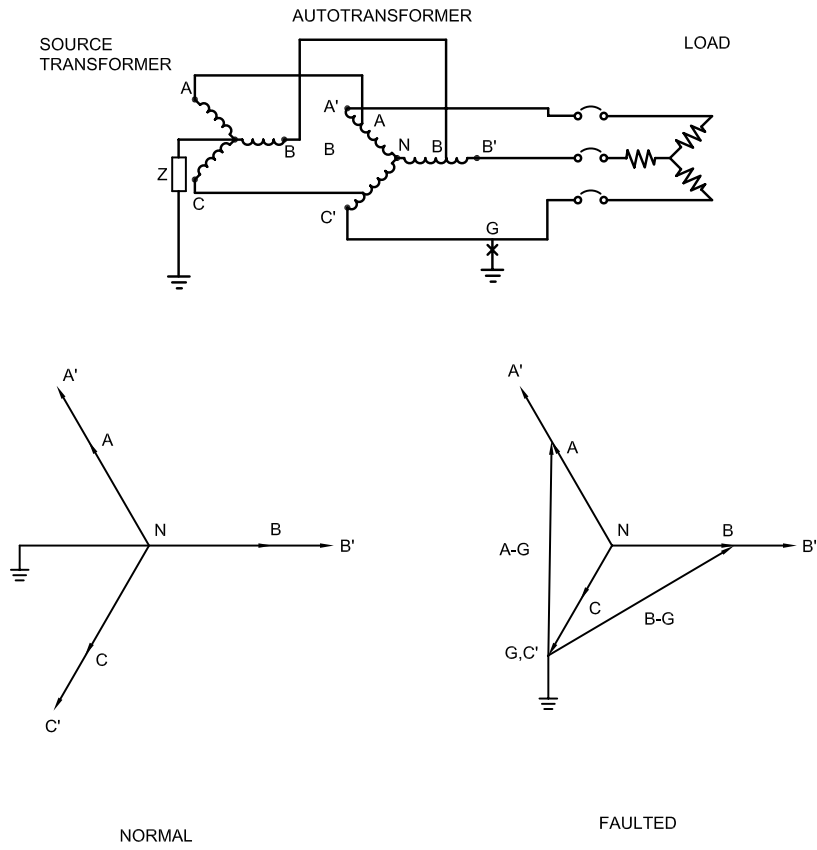 AUTOTRANSFORMER
SOURCE
TRANSFORMER
LOAD
A
A'
A
N
B
B
B
B'
Z
C
C'
G
A'
A
N
B
B'
C
C'
NORMAL
A'
A
N
B
B'
A-G
C
B-G
G,C'
FAULTED